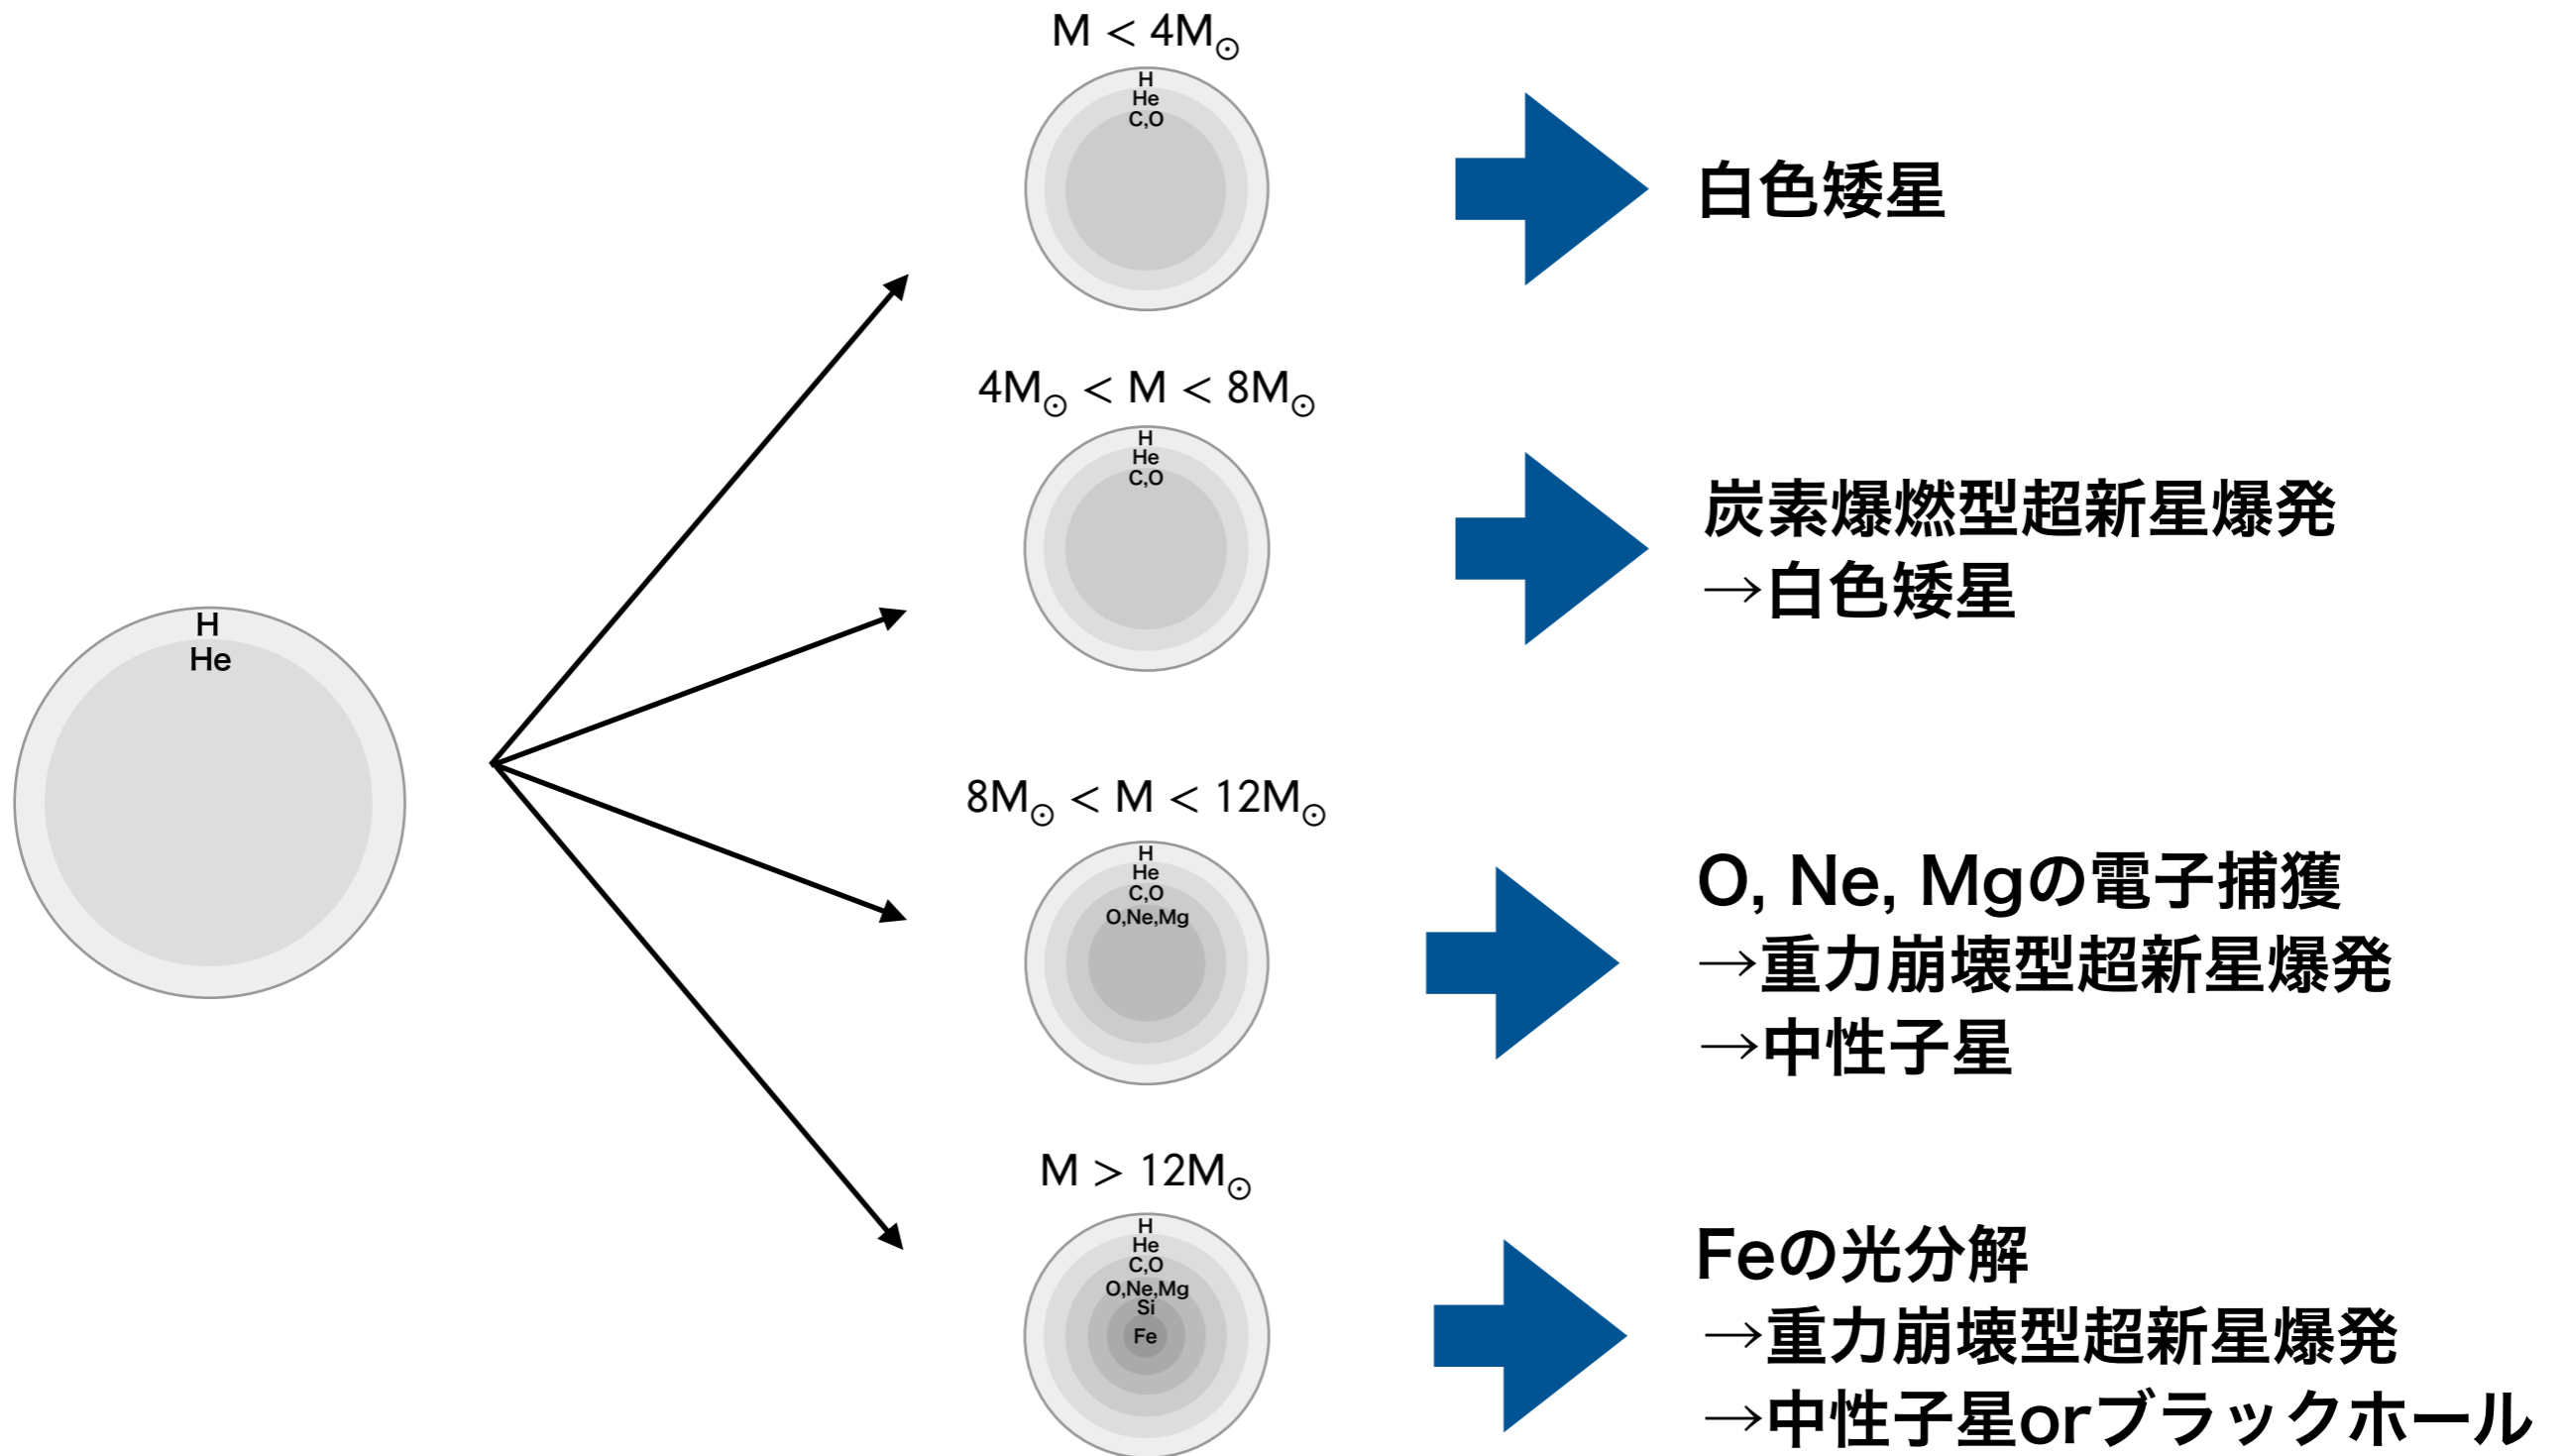 H
He
M < 4M☉
H
He
C,O
白色矮星
4M☉ < M < 8M☉
H
He
C,O
炭素爆燃型超新星爆発
→白色矮星
8M☉ < M < 12M☉
H
He
C,O
O,Ne,Mg
O, Ne, Mgの電子捕獲
→重力崩壊型超新星爆発
→中性子星
M > 12M☉
H
He
C,O
O,Ne,Mg
Si
Fe
Feの光分解
→重力崩壊型超新星爆発
→中性子星orブラックホール